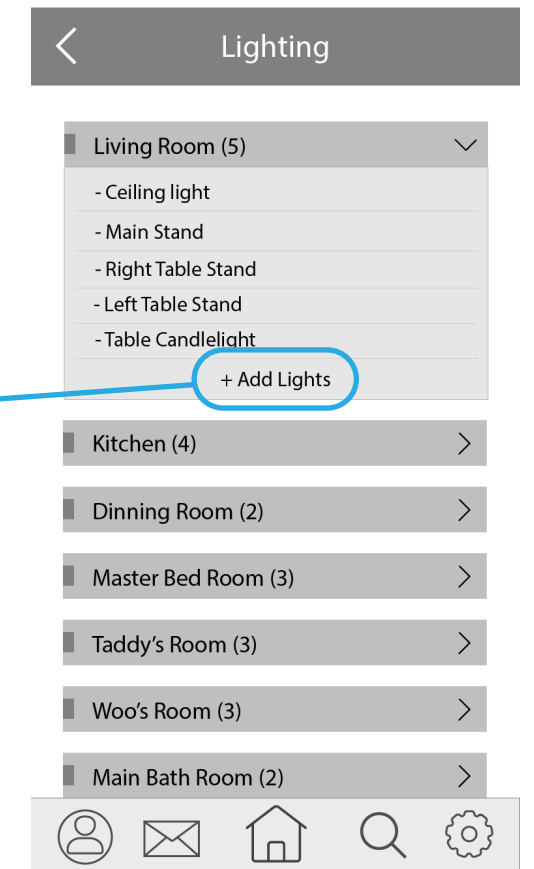 Lighting
Living Room (5)
- Ceiling light
- Main Stand
- Right Table Stand
- Left Table Stand
- Table Candlelight
+ Add Lights
Kitchen (4)
Dinning Room (2)
Master Bed Room (3)
Taddy's Room (3)
Woo's Room (3)
Main Bath Room (2)